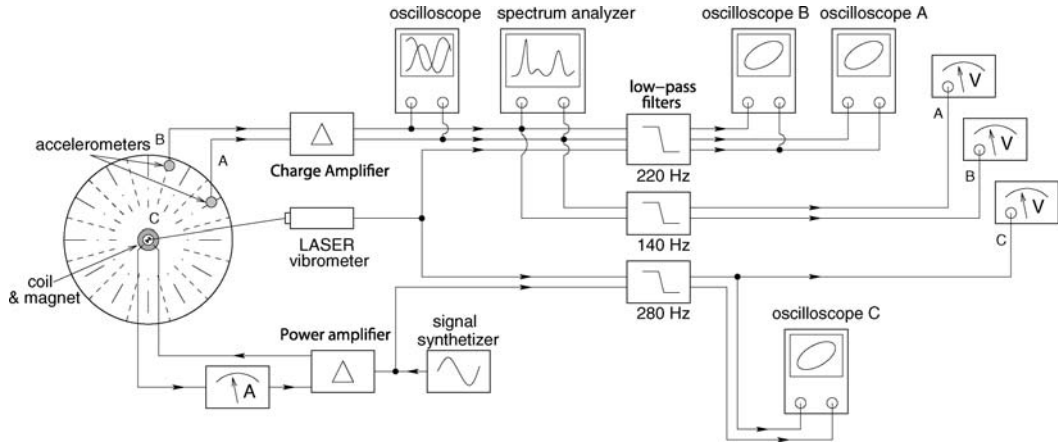 oscilloscope
spectrum analyzer
oscilloscope B
oscilloscope A
low-pass
filters
V
A
B
A
accelerometers
Charge Amplifier
220 Hz
V
B
C
V
C
LASER
vibrometer
140 Hz
coil
& magnet
280 Hz
oscilloscope C
Power amplifier
signal
synthetizer
A